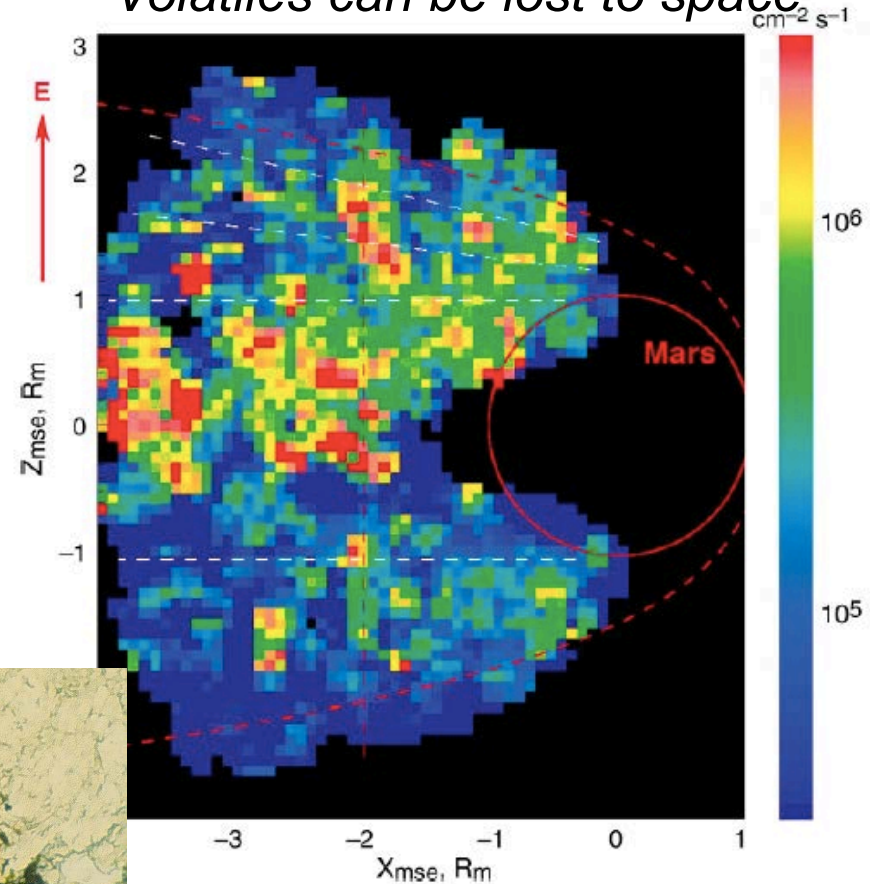 Volatiles can be lost to space
cm⁻² s⁻¹
E
3
2
1
0
−1
Zmse, Rm
Mars
10⁶
10⁵
−3
−2
−1
0
1
Xmse, Rm